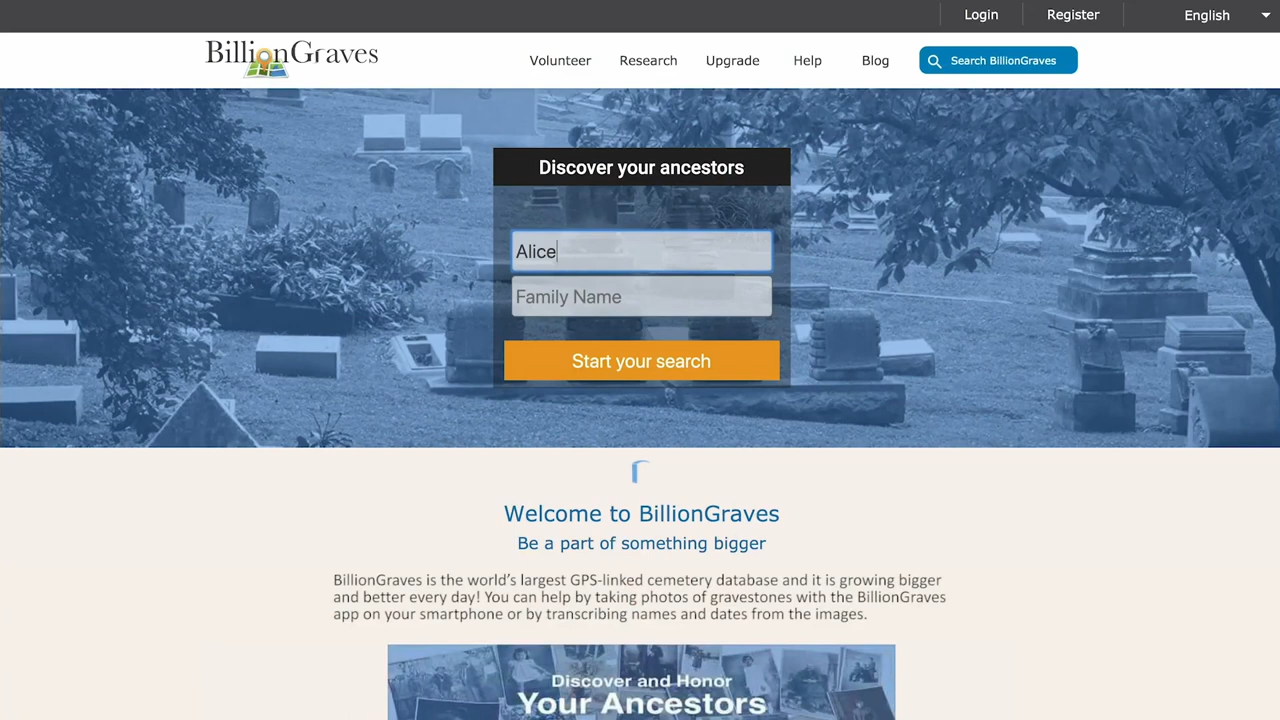 Login
Register
English
BillionGraves
Volunteer
Research
Upgrade
Help
Blog
Search BillionGraves
Discover your ancestors
Alice
Family Name
Start your search
Welcome to BillionGraves
Be a part of something bigger
BillionGraves is the world's largest GPS-linked cemetery database and it is growing bigger
and better every day! You can help by taking photos of gravestones with the BillionGraves
app on your smartphone or by transcribing names and dates from the images.
Discover and Honor
Your Ancestors